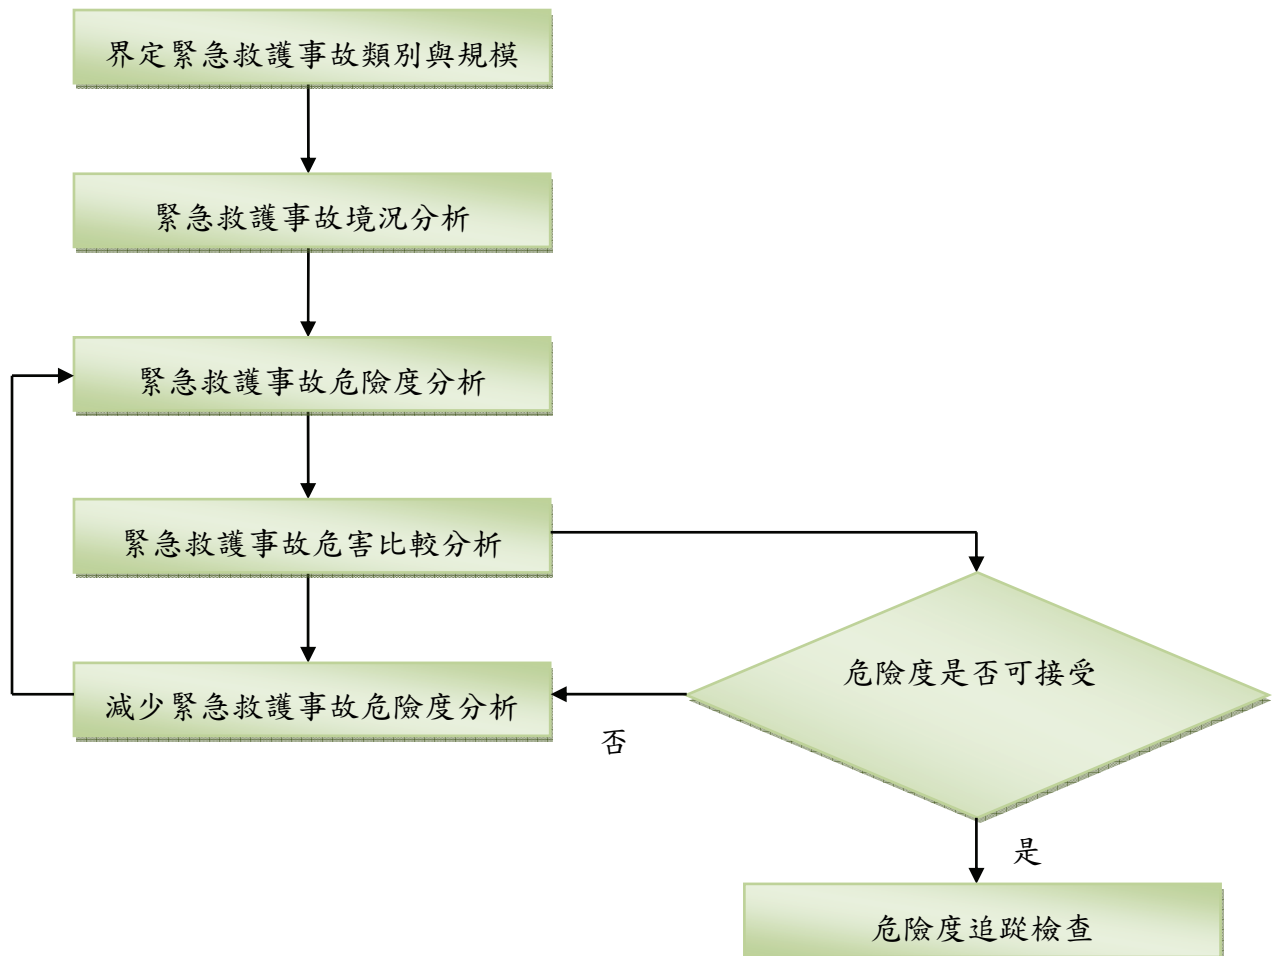 界定緊急救護事故類別與規模
緊急救護事故境況分析
緊急救護事故危險度分析
緊急救護事故危害比較分析
危險度是否可接受
減少緊急救護事故危險度分析
否
是
危險度追蹤檢查